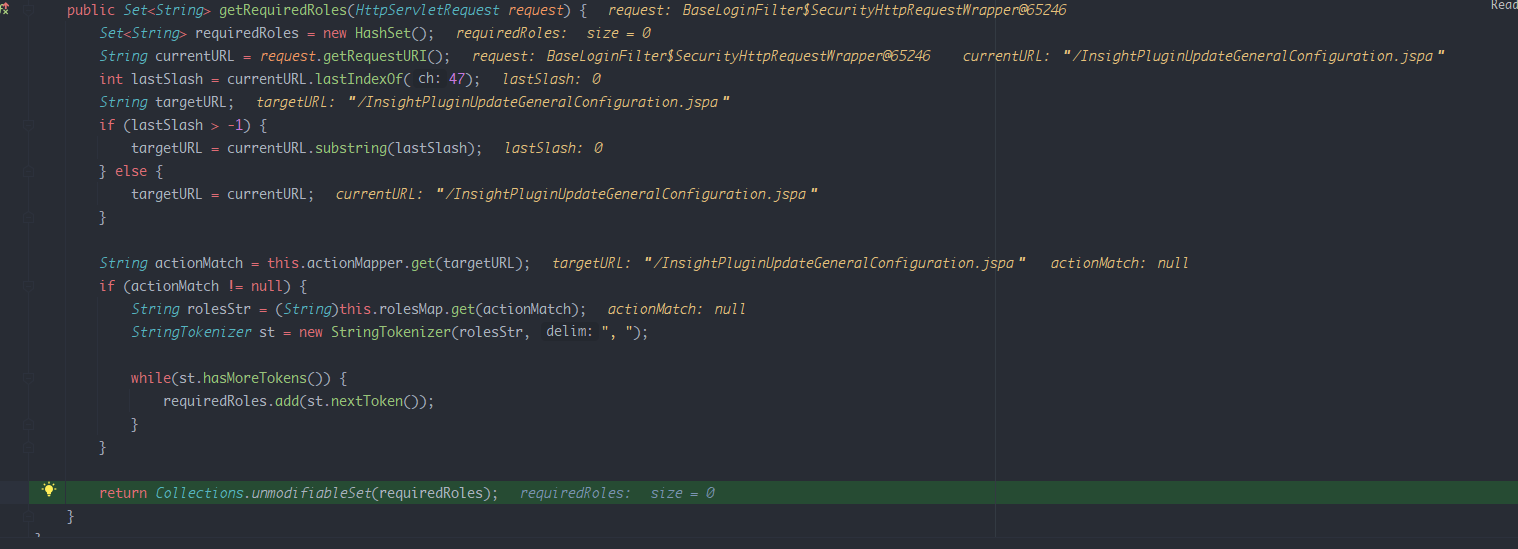 Read
public Set<String> getRequiredRoles(HttpServletRequest request) { request: BaseLoginFilter$SecurityHttpRequestWrapper@65246
Set<String> requiredRoles = new HashSet(); requiredRoles: size = 0
String currentURL = request.getRequestURI(); request: BaseLoginFilter$SecurityHttpRequestWrapper@65246 currentURL: "/InsightPluginUpdateGeneralConfiguration.jspa "
int lastSlash = currentURL.lastIndexOf( ch: 47); lastSlash: 0
String targetURL; targetURL: "/InsightPluginUpdateGeneralConfiguration.jspa "
if (lastSlash > -1) {
targetURL = currentURL.substring(lastSlash); lastSlash: 0
} else {
targetURL = currentURL; currentURL: "/InsightPluginUpdateGeneralConfiguration.jspa "
}
String actionMatch = this.actionMapper.get(targetURL); targetURL: "/InsightPluginUpdateGeneralConfiguration.jspa " actionMatch: null
if (actionMatch != null) {
String rolesStr = (String)this.rolesMap.get(actionMatch); actionMatch: null
StringTokenizer st = new StringTokenizer(rolesStr, delim: ", ");
while(st.hasMoreTokens()) {
requiredRoles.add(st.nextToken());
}
}
return Collections.unmodifiableSet(requiredRoles); requiredRoles: size = 0
}